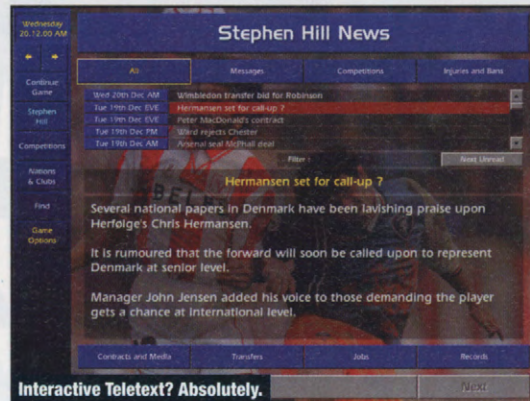 Wednesday
20.12.00 AM
Stephen Hill News
Continue
Game
Stephen
Hill
Competitions
Nations
& Clubs
Find
Game
Options
All
Messages
Competitions
Injuries and Bans
Wed 20th Dec AM Wimbledon transfer bid for Robinson
Tue 19th Dec EVE Hermansen set for call-up ?
Tue 19th Dec EVE Peter MacDonald's contract
Tue 19th Dec PM Ward rejects Chester
Tue 19th Dec AM Arsenal seal McPhail deal
Filter :
Next Unread
Hermansen set for call-up ?
Several national papers in Denmark have been lavishing praise upon
Herfølge's Chris Hermansen.
It is rumoured that the forward will soon be called upon to represent
Denmark at senior level.
Manager John Jensen added his voice to those demanding the player
gets a chance at international level.
Contracts and Media
Transfers
Jobs
Records
Interactive Teletext? Absolutely.
Next